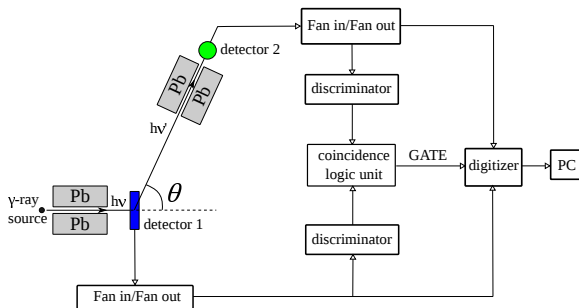 Fan in/Fan out
detector 2
Pb
Pb
discriminator
hν'
GATE
coincidence
logic unit
digitizer
PC
γ-ray
source
Pb
Pb
hν
θ
detector 1
discriminator
Fan in/Fan out